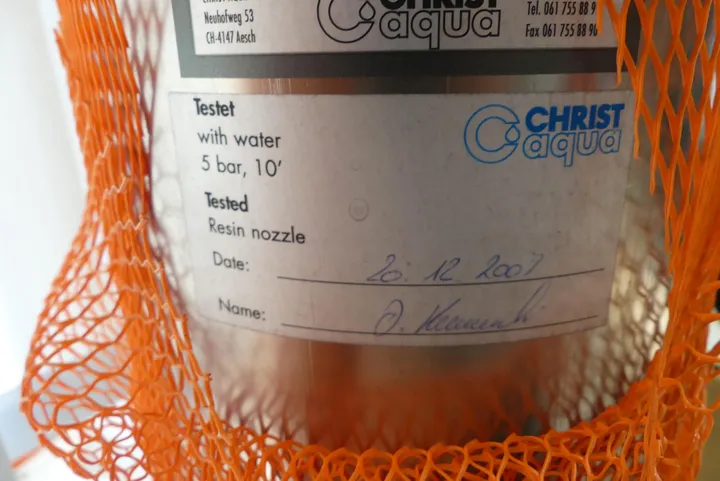 Neuhofweg 53
CH-4147 Aesch
CHRIST
aqua
Tel. 061 755 88 9
Fax 061 755 88 90
Testet
with water
5 bar, 10'
CHRIST
aqua
Tested
Resin nozzle
Date: 20. 12 2007
Name: